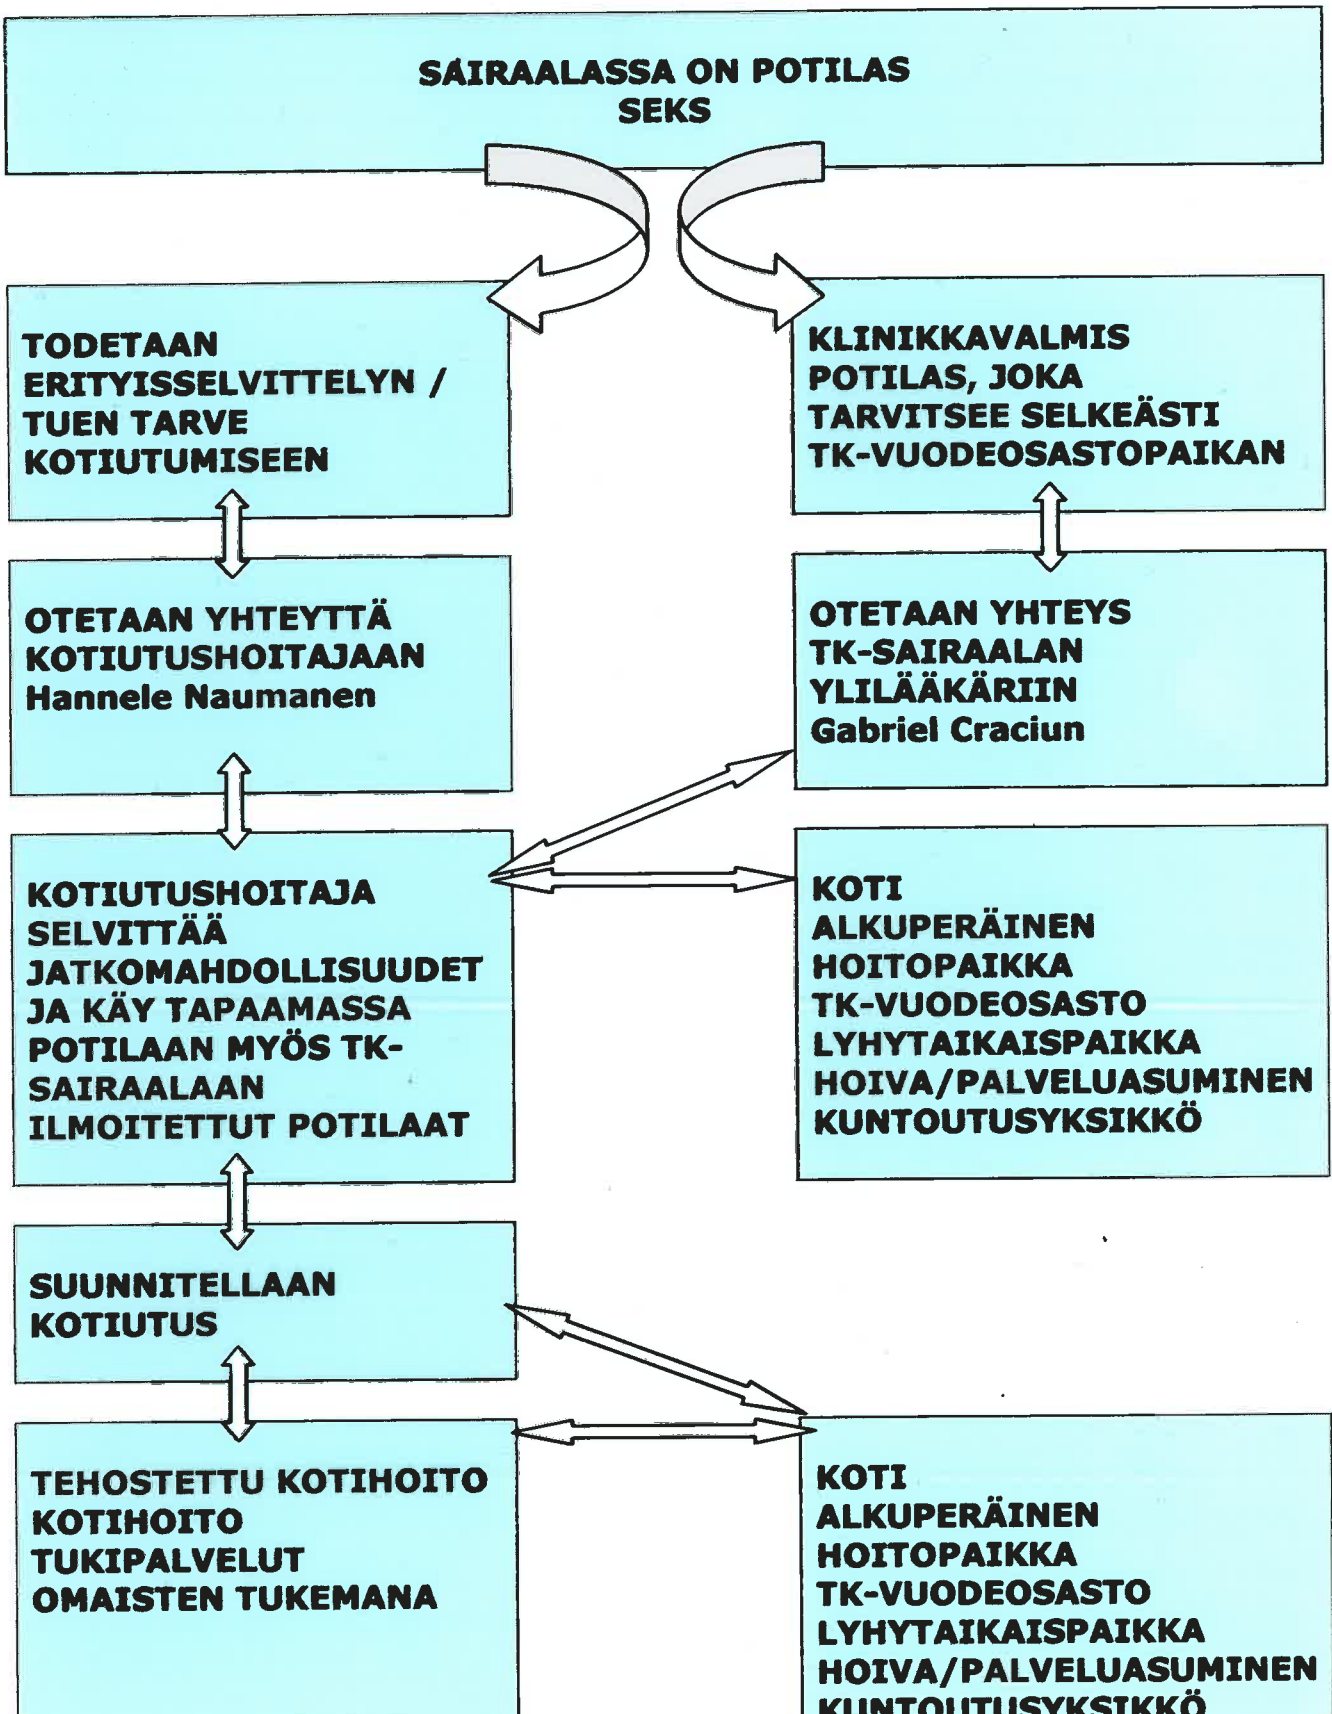 SAIRAALASSA ON POTILAS
SEKS
TODETAAN
ERITYISSELVITTELYN /
TUEN TARVE
KOTIUTUMISEEN
KLINIKKAVALMIS
POTILAS, JOKA
TARVITSEE SELKEÄSTI
TK-VUODEOSASTOPAIKAN
OTETAAN YHTEYTTÄ
KOTIUTUSHOITAJAAN
Hannele Naumanen
OTETAAN YHTEYS
TK-SAIRAALAN
YLILÄÄKÄRIIN
Gabriel Craciun
KOTIUTUSHOITAJA
SELVITTÄÄ
JATKOMAHDOLLISUUDET
JA KÄY TAPAAMASSA
POTILAAN MYÖS TK-
SAIRAALAAN
ILMOITETTUT POTILAAT
KOTI
ALKUPERÄINEN
HOITOPAIKKA
TK-VUODEOSASTO
LYHYTAIKAISPAIKKA
HOIVA/PALVELUASUMINEN
KUNTOUTUSYKSIKKÖ
SUUNNITELLAAN
KOTIUTUS
TEHOSTETTU KOTIHOITO
KOTIHOITO
TUKIPALVELUT
OMAISTEN TUKEMANA
KOTI
ALKUPERÄINEN
HOITOPAIKKA
TK-VUODEOSASTO
LYHYTAIKAISPAIKKA
HOIVA/PALVELUASUMINEN
KUNTOUTUSYKSIKKÖ